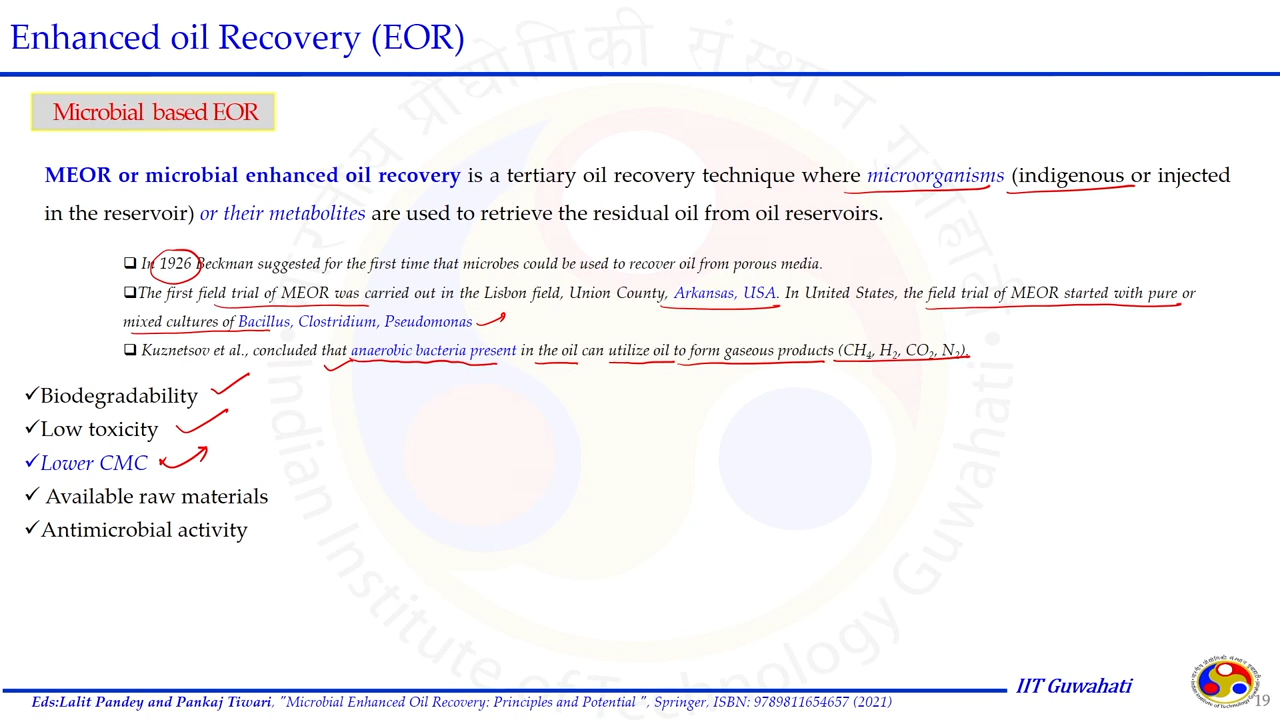 Enhanced oil Recovery (EOR)
Microbial based EOR
MEOR or microbial enhanced oil recovery is a tertiary oil recovery technique where microorganisms (indigenous or injected
in the reservoir) or their metabolites are used to retrieve the residual oil from oil reservoirs.
❑ In 1926 Beckman suggested for the first time that microbes could be used to recover oil from porous media.
❑The first field trial of MEOR was carried out in the Lisbon field, Union County, Arkansas, USA. In United States, the field trial of MEOR started with pure or
mixed cultures of Bacillus, Clostridium, Pseudomonas
❑ Kuznetsov et al., concluded that anaerobic bacteria present in the oil can utilize oil to form gaseous products (CH₄, H₂, CO₂, N₂).
✓Biodegradability
✓Low toxicity
✓Lower CMC
✓ Available raw materials
✓Antimicrobial activity
Indian Institute of Technology Guwahati
IIT Guwahati
Eds:Lalit Pandey and Pankaj Tiwari, "Microbial Enhanced Oil Recovery: Principles and Potential ", Springer, ISBN: 9789811654657 (2021)
19